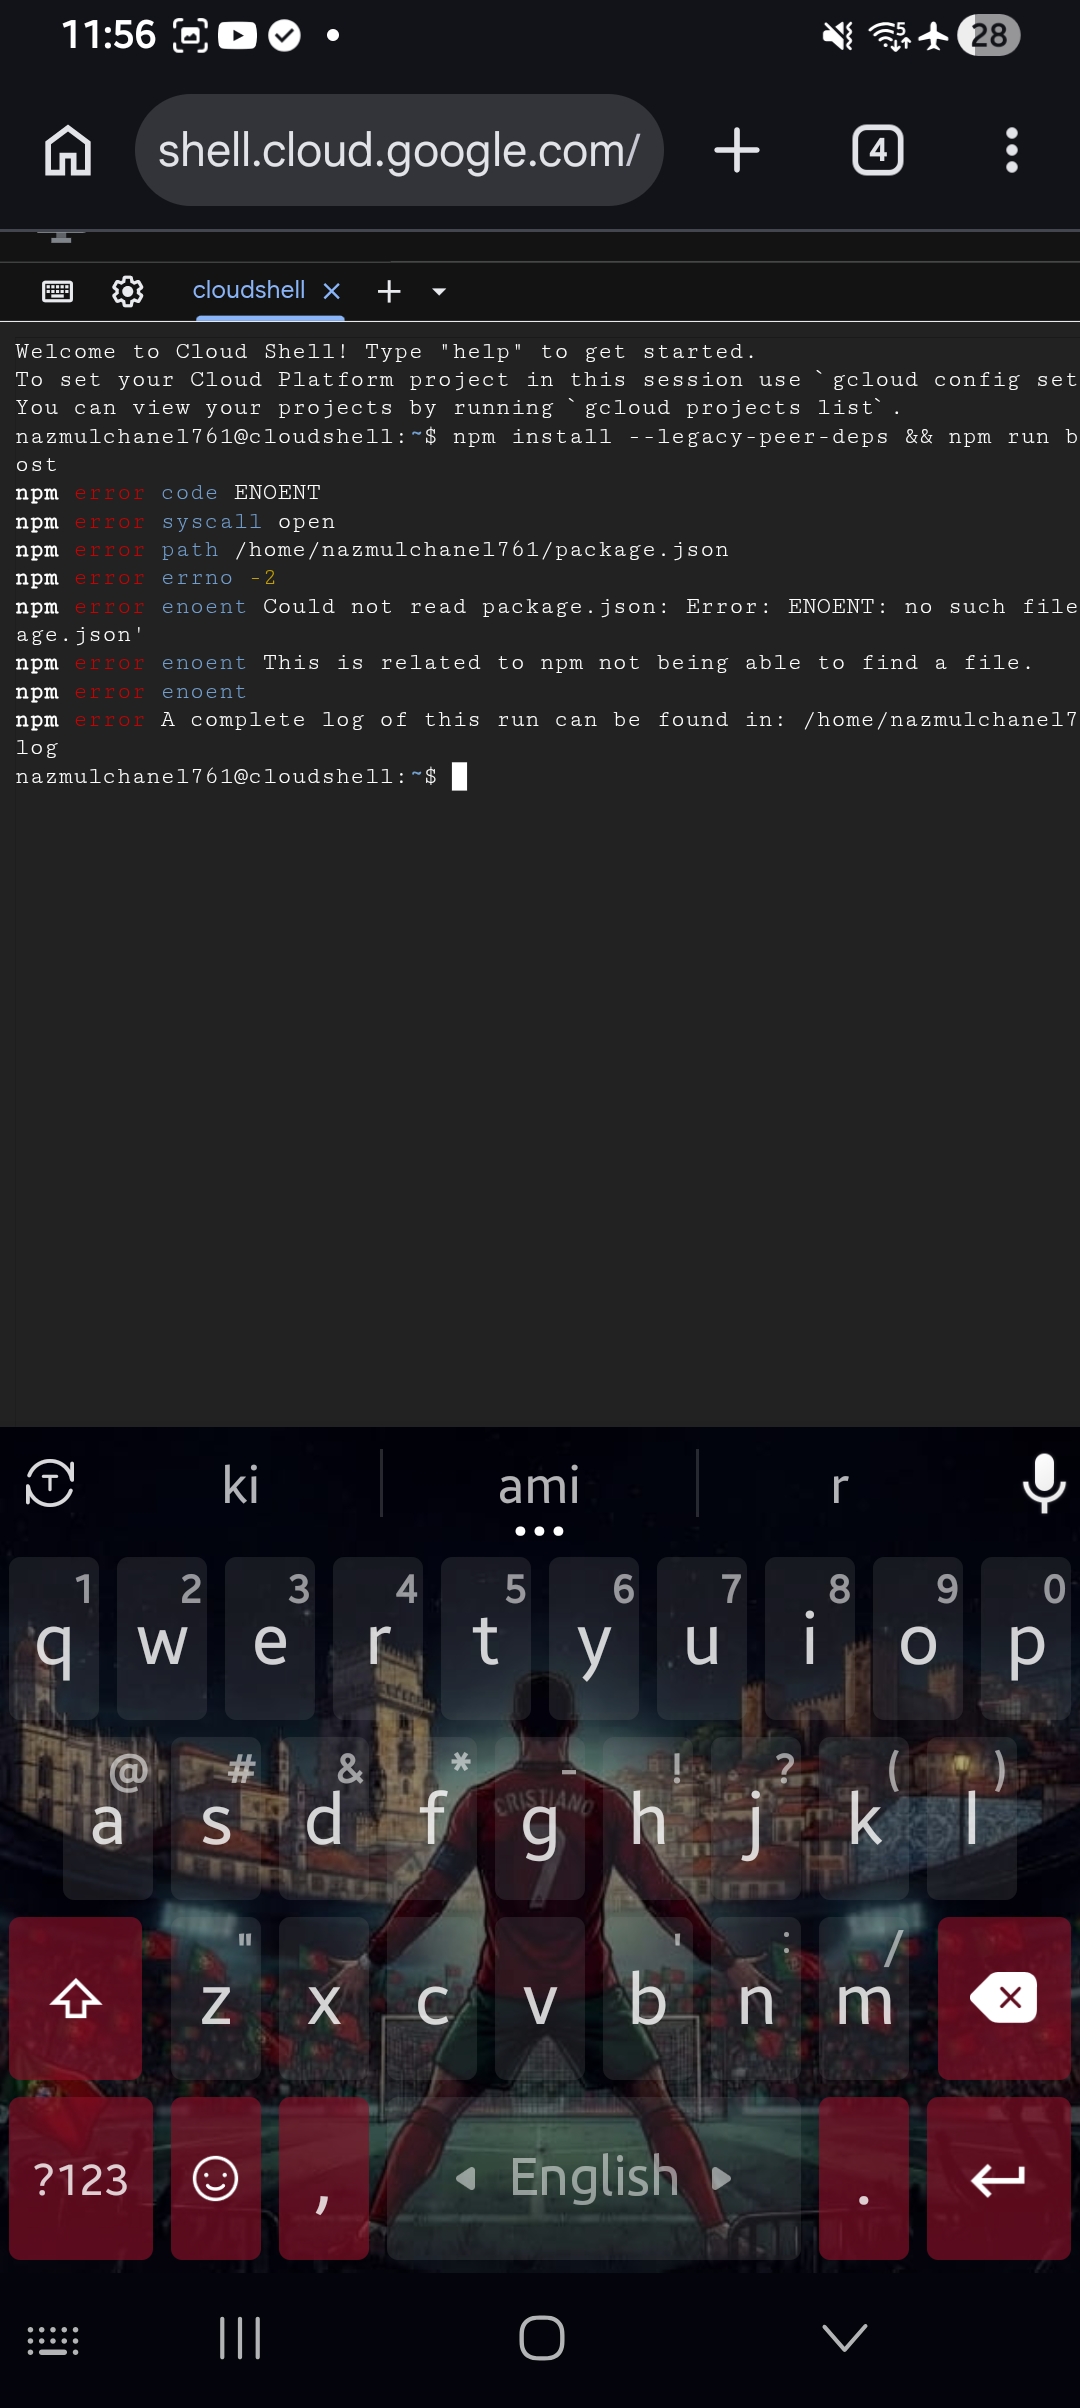 11:56
5
28
shell.cloud.google.com/
4
cloudshell
Welcome to Cloud Shell! Type "help" to get started.
To set your Cloud Platform project in this session use `gcloud config set
You can view your projects by running `gcloud projects list`.
nazmulchanel761@cloudshell:~$ npm install --legacy-peer-deps && npm run b
ost
npm error code ENOENT
npm error syscall open
npm error path /home/nazmulchanel761/package.json
npm error errno -2
npm error enoent Could not read package.json: Error: ENOENT: no such file
age.json'
npm error enoent This is related to npm not being able to find a file.
npm error enoent
npm error A complete log of this run can be found in: /home/nazmulchanel7
log
nazmulchanel761@cloudshell:~$
T ki ami r
1 2 3 4 5 6 7 8 9 0
q w e r t y u i o p
@ # & * - ! ? ( )
a s d f g h j k l
CRISTIANO
7
" ' : /
z x c v b n m
?123 , English .